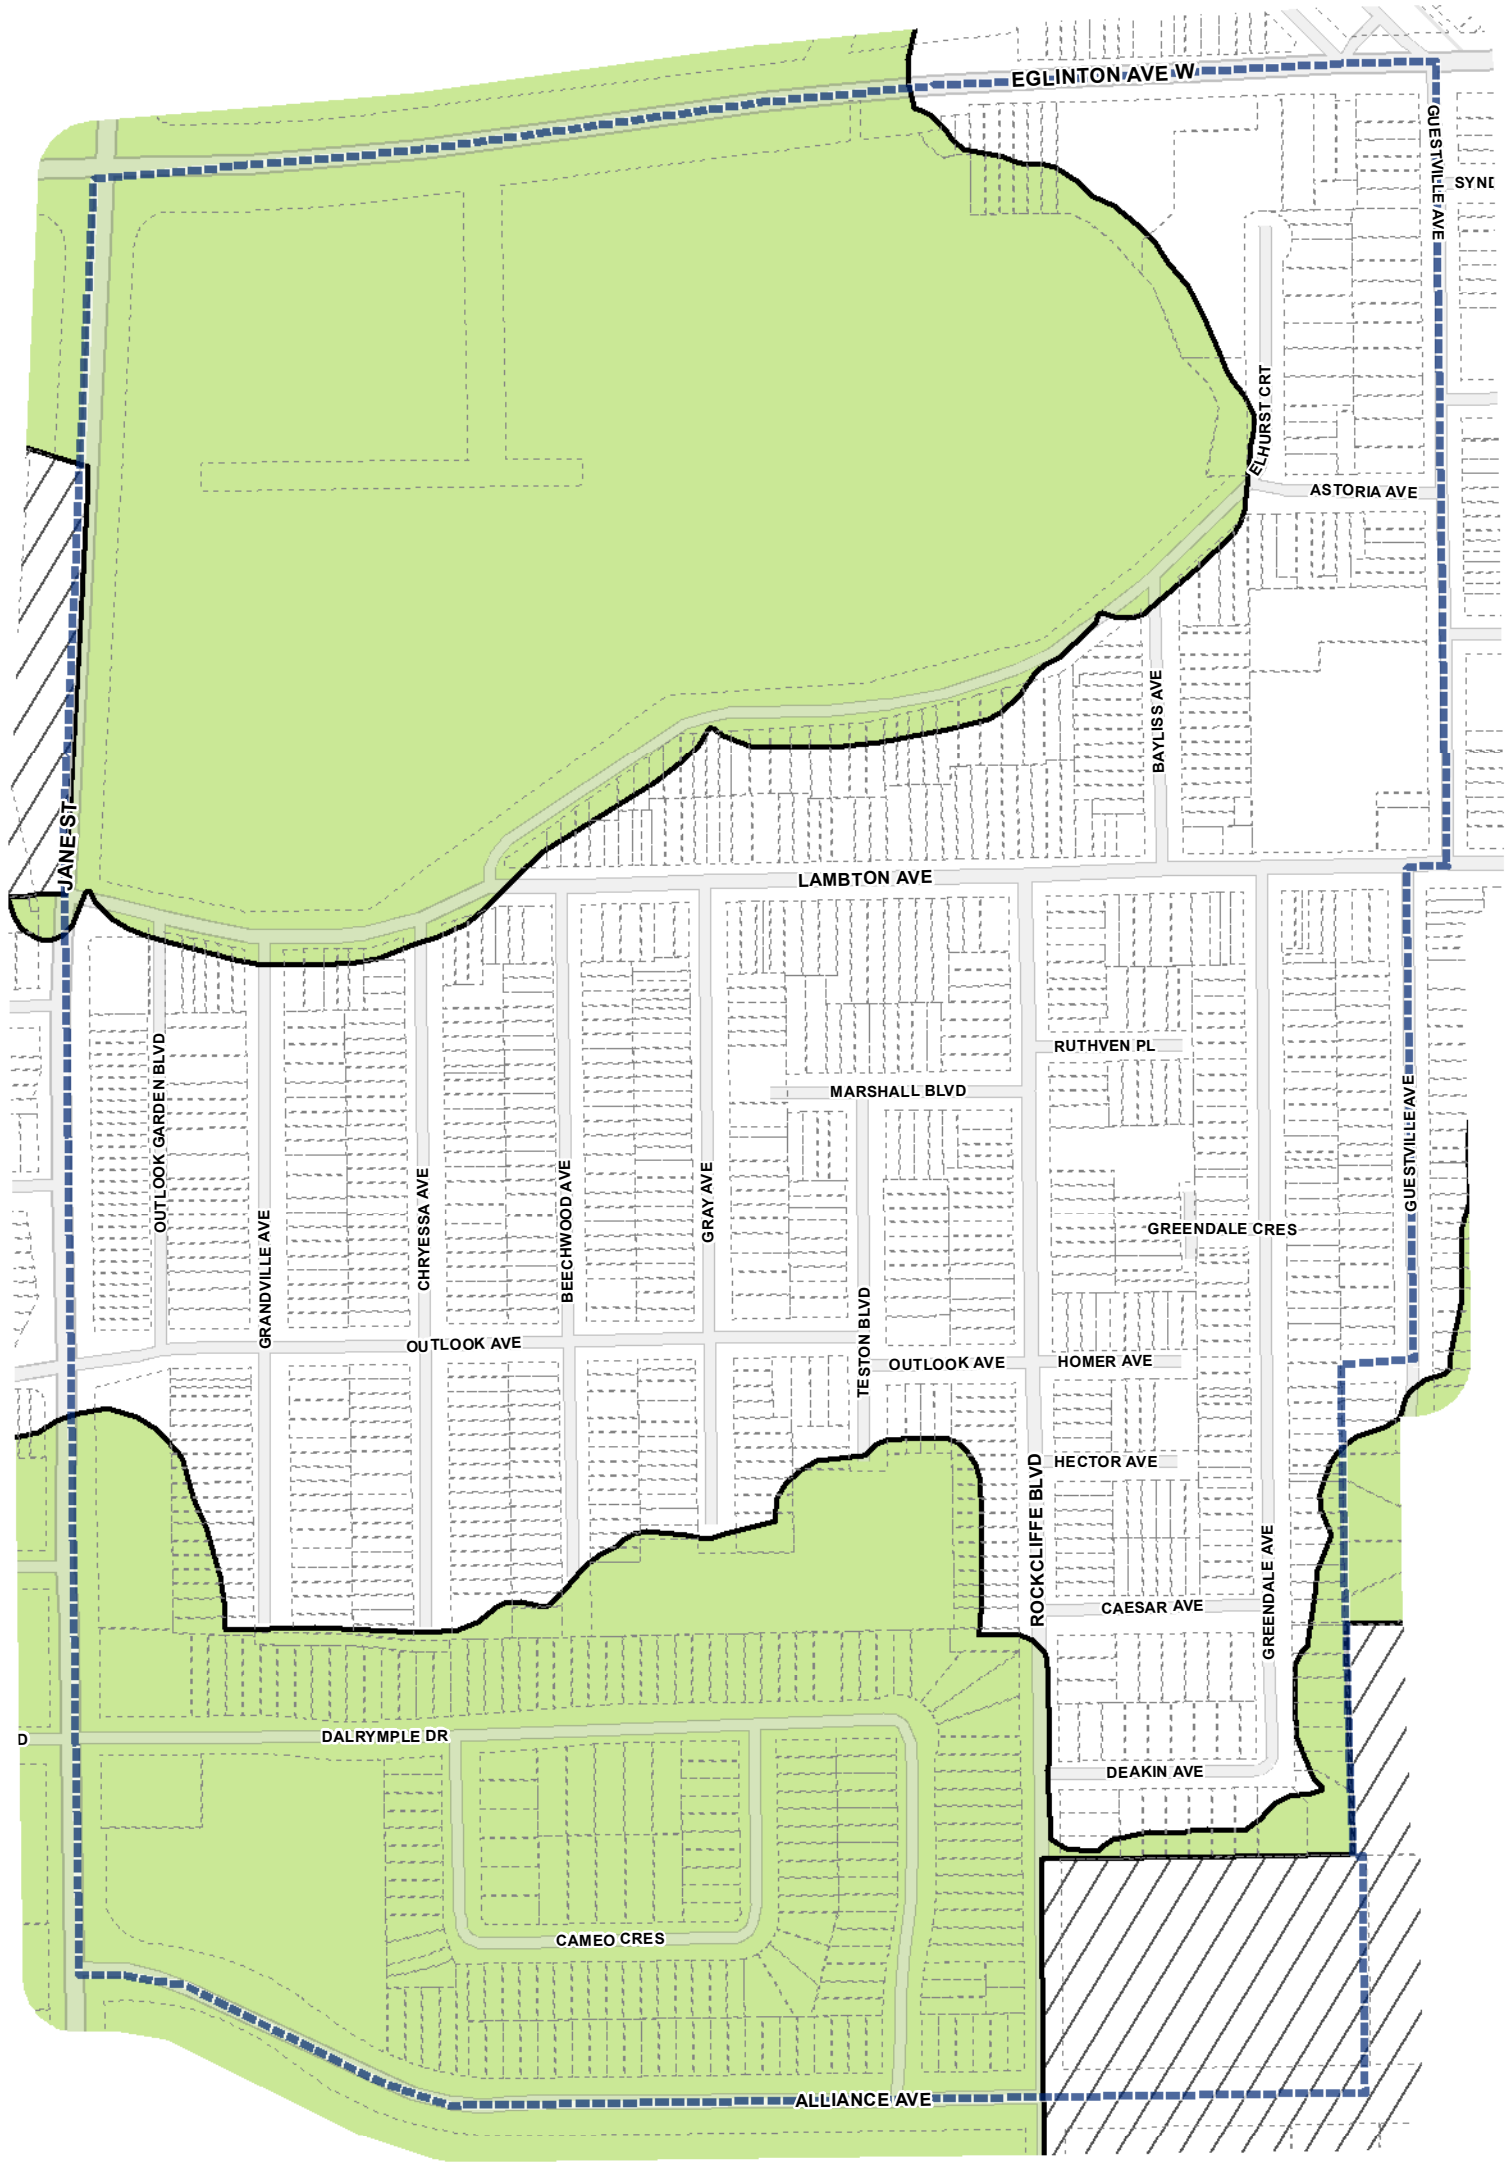 EGLINTON AVE W
GUESTVILLE AVE
SYND
ELHURST CRT
ASTORIA AVE
BAYLISS AVE
JANE ST
LAMBTON AVE
OUTLOOK GARDEN BLVD
RUTHVEN PL
MARSHALL BLVD
GUESTVILLE AVE
GRANDVILLE AVE
CHRYESSA AVE
BEECHWOOD AVE
GRAY AVE
GREENDALE CRES
TESTON BLVD
OUTLOOK AVE
OUTLOOK AVE
HOMER AVE
ROCKCLIFFE BLVD
HECTOR AVE
GREENDALE AVE
CAESAR AVE
D
DALRYMPLE DR
DEAKIN AVE
CAMEO CRES
ALLIANCE AVE